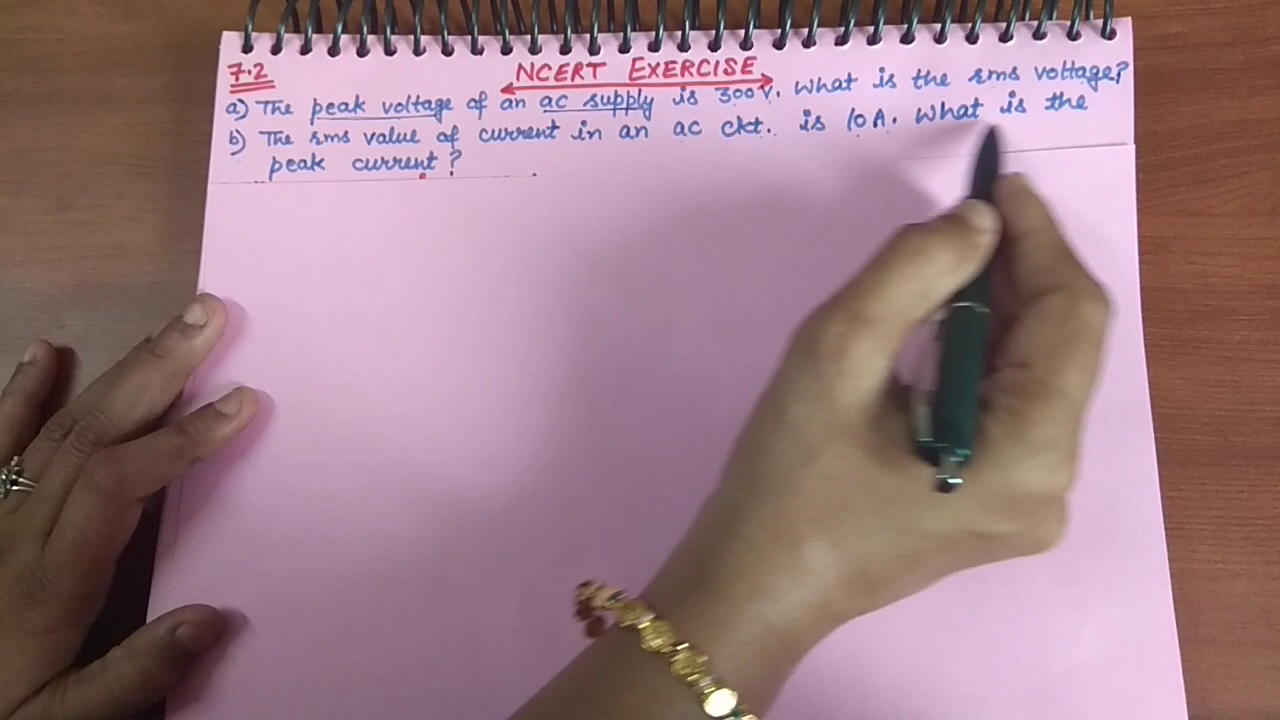 7.2 NCERT EXERCISE
a) The peak voltage of an ac supply is 300V. What is the rms voltage?
b) The rms value of current in an ac ckt. is 10A. What is the
peak current?